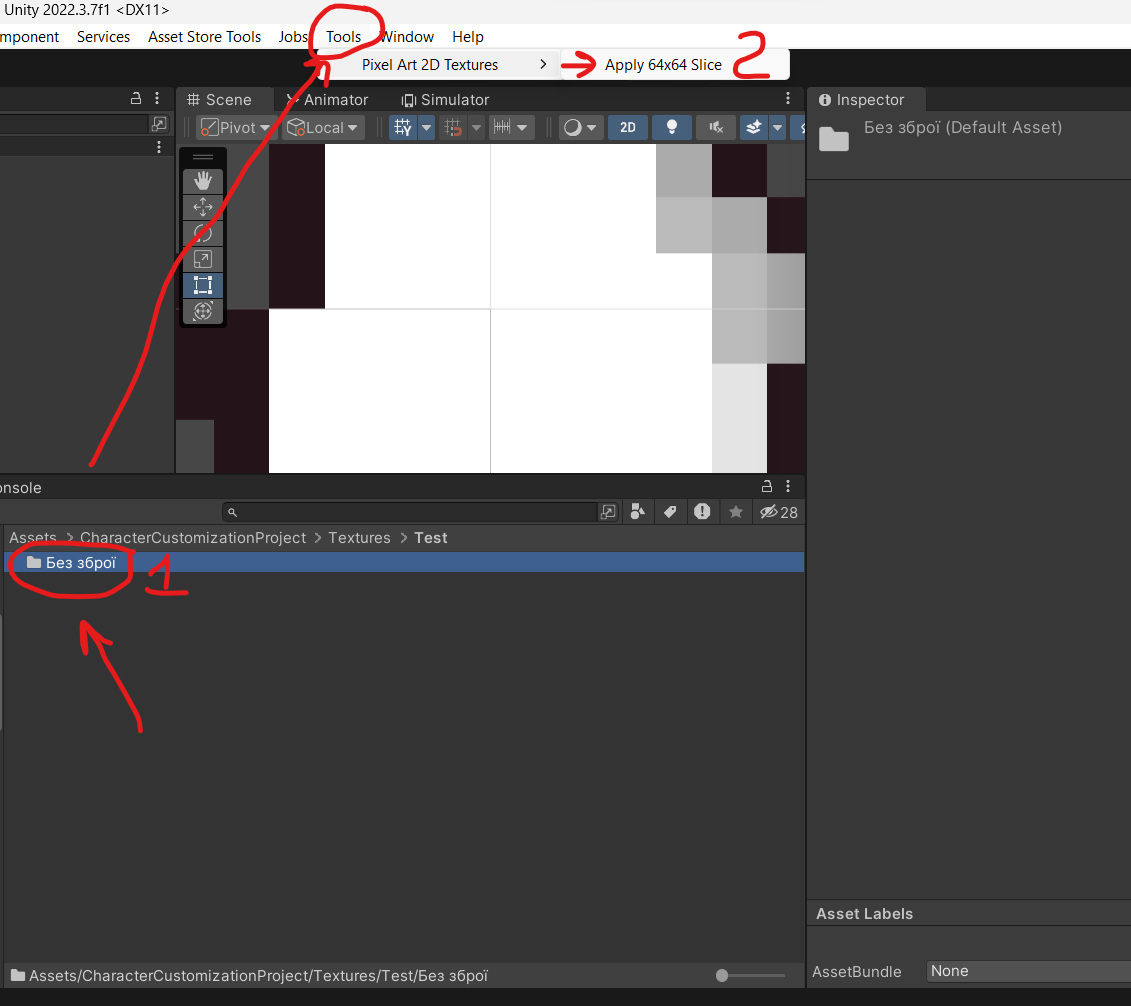 Unity 2022.3.7f1 <DX11>
mponent Services Asset Store Tools Jobs Tools Window Help
Pixel Art 2D Textures > Apply 64x64 Slice 2
Scene Animator Simulator
Inspector
Pivot Local 2D
Без зброї (Default Asset)
onsole
28
Assets > CharacterCustomizationProject > Textures > Test
Без зброї 1
Asset Labels
Assets/CharacterCustomizationProject/Textures/Test/Без зброї
AssetBundle None